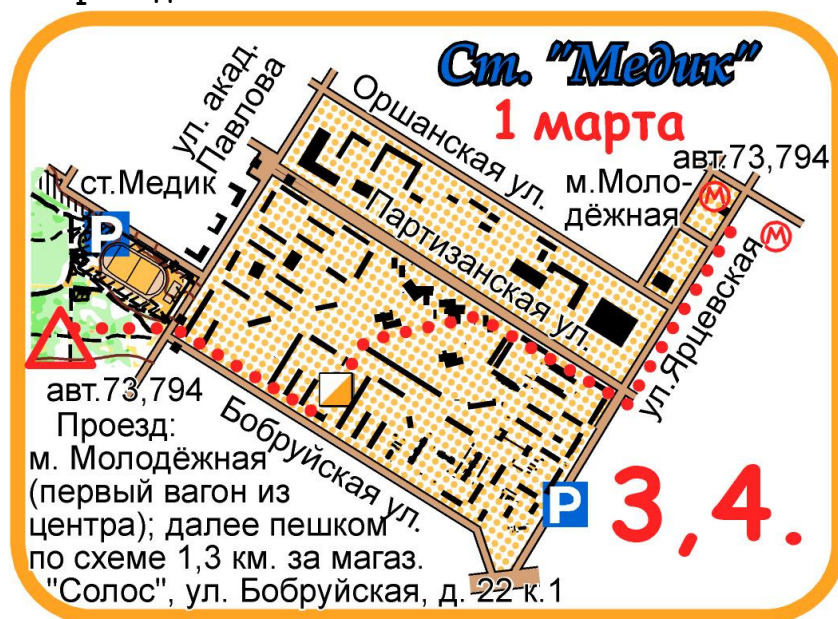 Ст. "Медик"
1 марта
ул. акад.
Павлова
Оршанская ул.
авт.73,794
м.Моло-
дёжная
М
М
ст.Медик
P
Партизанская ул.
ул.Ярцевская
авт.73,794
Бобруйская ул.
Проезд:
м. Молодёжная
(первый вагон из
центра); далее пешком
по схеме 1,3 км. за магаз.
"Солос", ул. Бобруйская, д. 22 к.1
P
3,4.